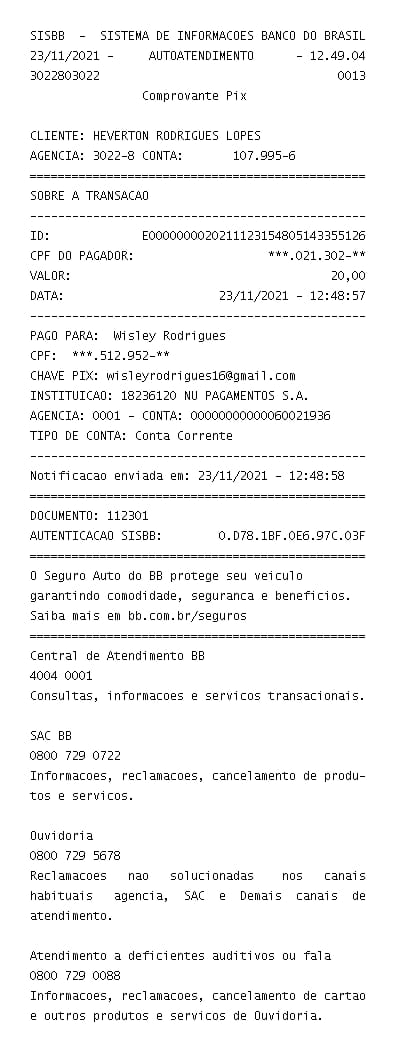 SISBB - SISTEMA DE INFORMACOES BANCO DO BRASIL
23/11/2021 - AUTOATENDIMENTO - 12.49.04
3022803022 0013
Comprovante Pix
CLIENTE: HEVERTON RODRIGUES LOPES
AGENCIA: 3022-8 CONTA: 107.995-6
================================================
SOBRE A TRANSACAO
------------------------------------------------
ID: E0000000020211123154805143355126
CPF DO PAGADOR: ***.021.302-**
VALOR: 20,00
DATA: 23/11/2021 - 12:48:57
------------------------------------------------
PAGO PARA: Wisley Rodrigues
CPF: ***.512.952-**
CHAVE PIX: wisleyrodrigues16@gmail.com
INSTITUICAO: 18236120 NU PAGAMENTOS S.A.
AGENCIA: 0001 - CONTA: 00000000000060021936
TIPO DE CONTA: Conta Corrente
------------------------------------------------
Notificacao enviada em: 23/11/2021 - 12:48:58
================================================
DOCUMENTO: 112301
AUTENTICACAO SISBB: 0.D78.1BF.0E6.97C.03F
================================================
O Seguro Auto do BB protege seu veiculo
garantindo comodidade, seguranca e beneficios.
Saiba mais em bb.com.br/seguros
================================================
Central de Atendimento BB
4004 0001
Consultas, informacoes e servicos transacionais.
SAC BB
0800 729 0722
Informacoes, reclamacoes, cancelamento de produ-
tos e servicos.
Ouvidoria
0800 729 5678
Reclamacoes nao solucionadas nos canais
habituais agencia, SAC e Demais canais de
atendimento.
Atendimento a deficientes auditivos ou fala
0800 729 0088
Informacoes, reclamacoes, cancelamento de cartao
e outros produtos e servicos de Ouvidoria.